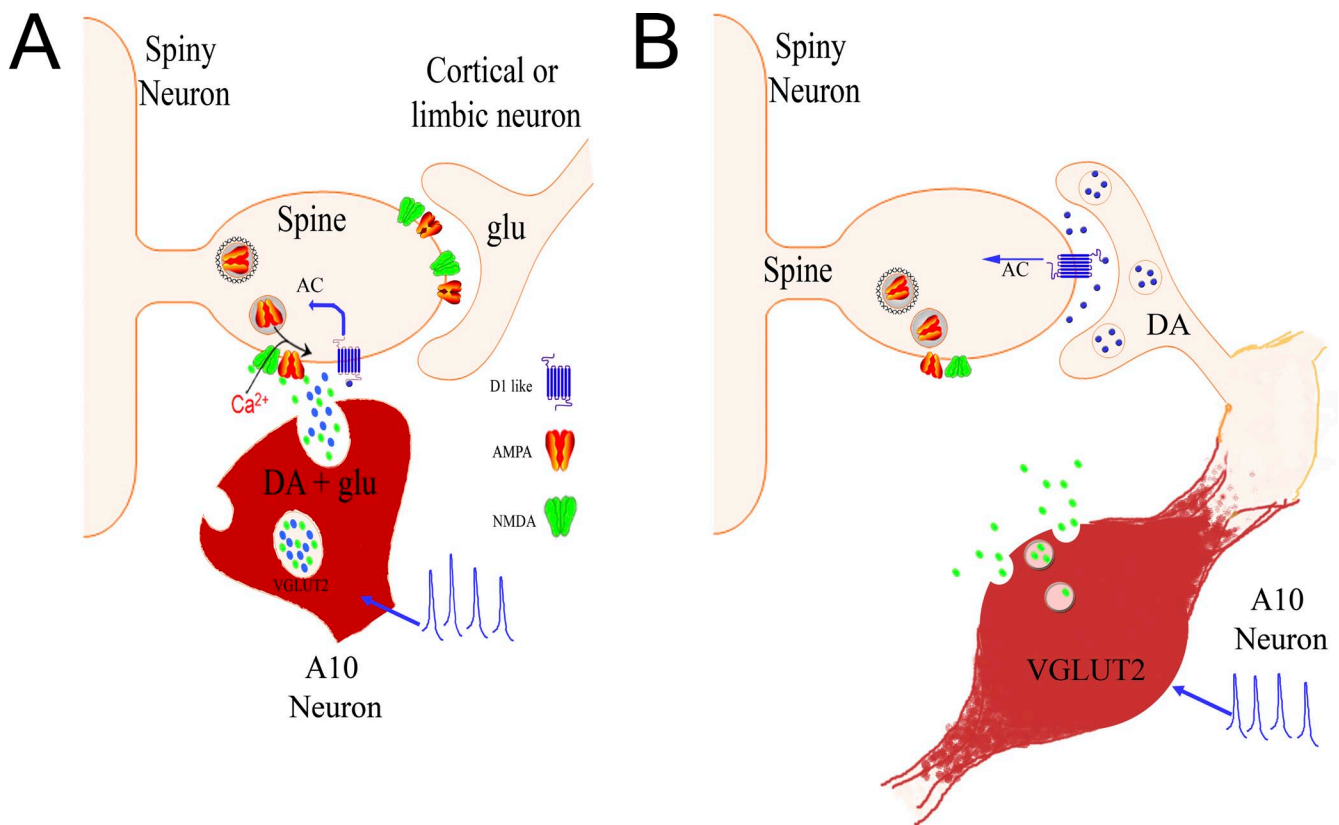 A
Spiny
Neuron
Cortical or
limbic neuron
Spine
glu
AC
Ca2+
D1 like
AMPA
NMDA
DA + glu
VGLUT2
A10
Neuron
B
Spiny
Neuron
Spine
AC
DA
A10
Neuron
VGLUT2